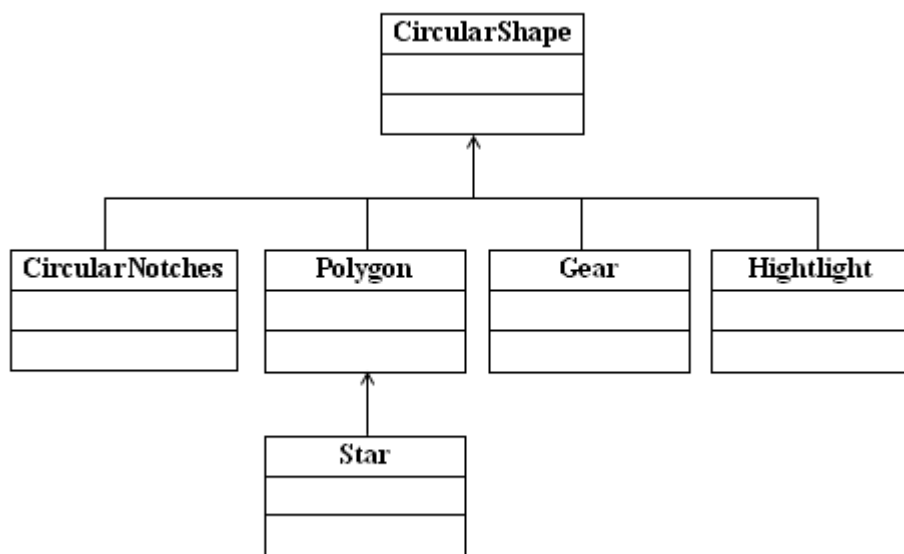 CircularShape
CircularNotches
Polygon
Gear
Hightlight
Star